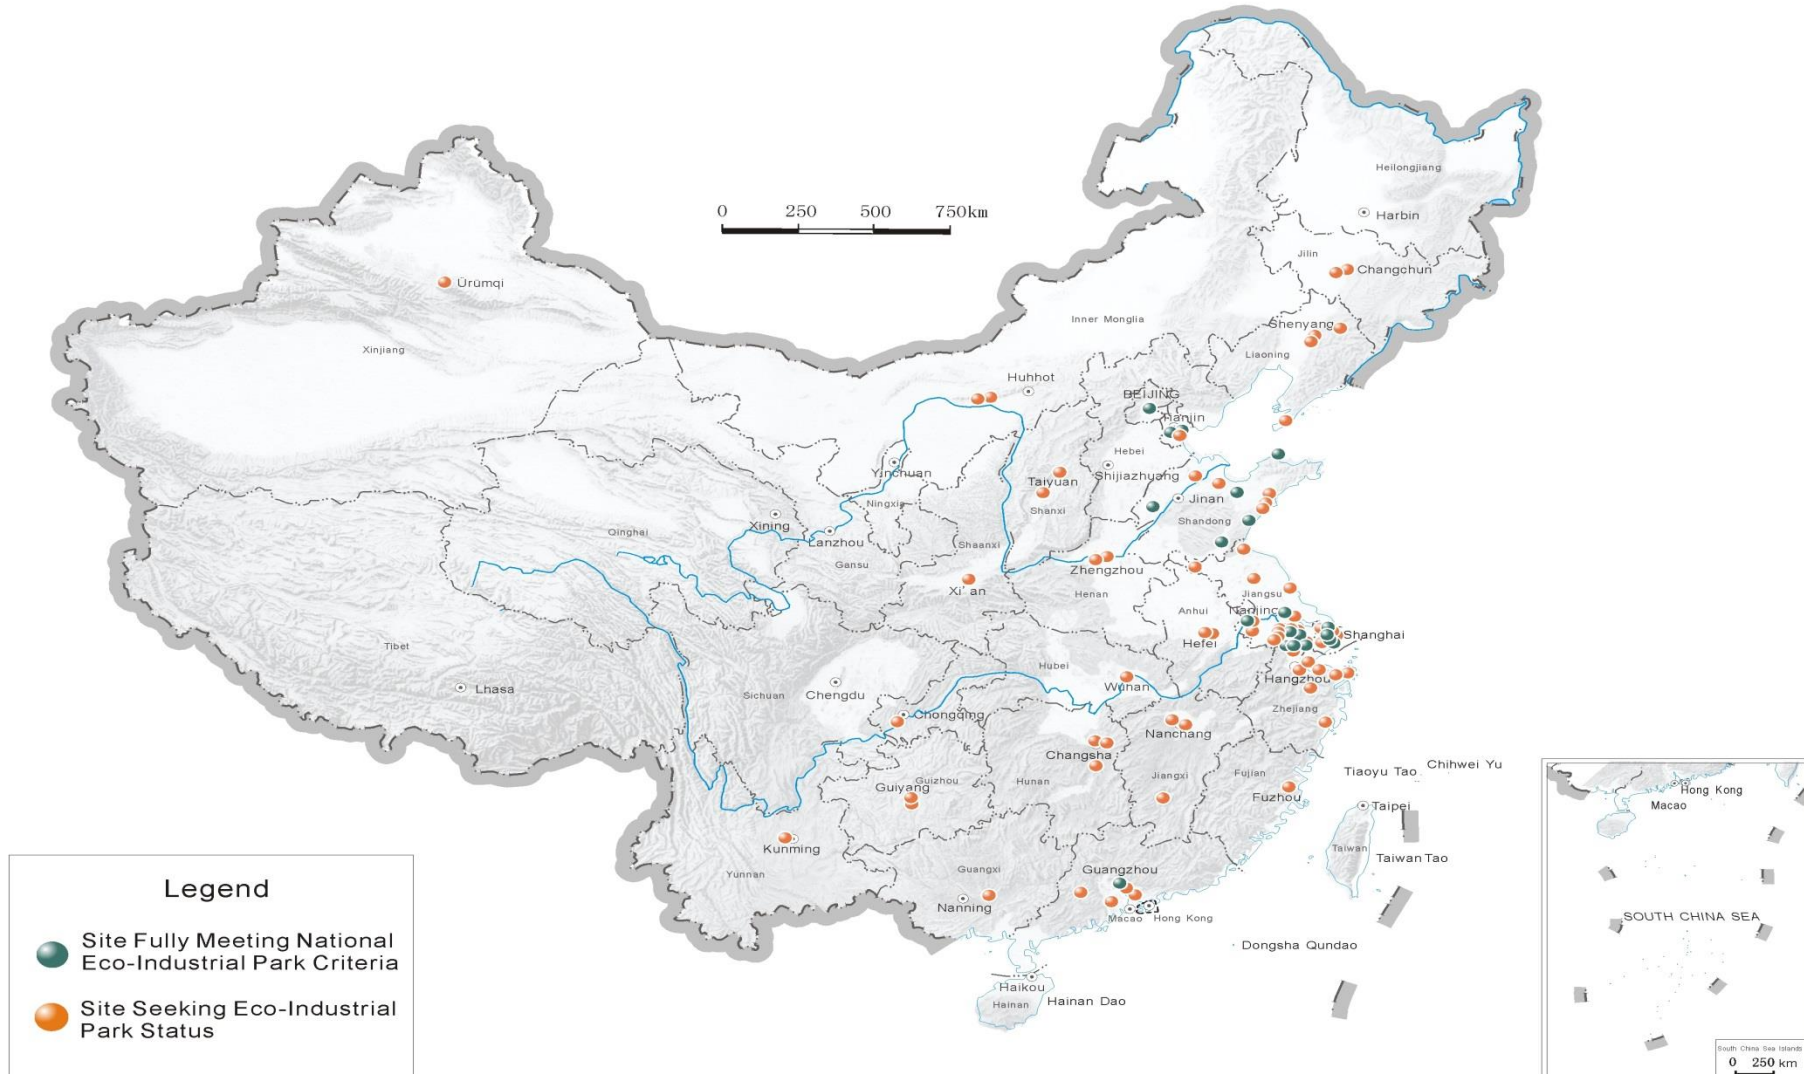 Heilongjiang
Harbin
0 250 500 750km
Jilin
Changchun
Ürümqi
Inner Monglia
Shenyang
Xinjiang
Liaoning
Huhhot
BEIJING
Tianjin
Hebei
Yinchuan
Shijiazhuang
Taiyuan
Jinan
Ningxia
Shanxi
Xining
Shandong
Qinghai
Lanzhou
Shaanxi
Gansu
Zhengzhou
Xi' an
Henan
Jiangsu
Anhui
Nanjing
Shanghai
Hefei
Tibet
Hubei
Hangzhou
Lhasa
Chengdu
Wuhan
Sichuan
Zhejiang
Chongqing
Nanchang
Changsha
Chihwei Yu
Tiaoyu Tao
Guizhou
Hunan
Jiangxi
Fujian
Guiyang
Fuzhou
Taipei
Kunming
Taiwan
Taiwan Tao
Yunnan
Guangxi
Guangzhou
Nanning
Macao
Hong Kong
Dongsha Qundao
Haikou
Hainan
Hainan Dao
Legend
Site Fully Meeting National
Eco-Industrial Park Criteria
Site Seeking Eco-Industrial
Park Status
Hong Kong
Macao
SOUTH CHINA SEA
South China Sea Islands
0 250 km